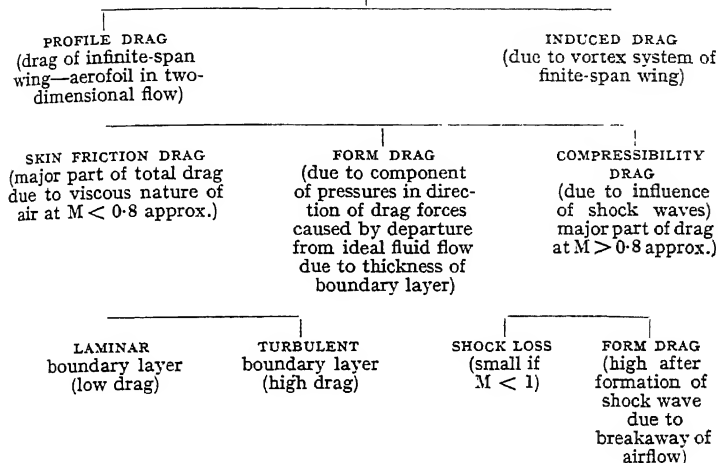 PROFILE DRAG
(drag of infinite-span
wing—aerofoil in two-
dimensional flow)
INDUCED DRAG
(due to vortex system of
finite-span wing)
SKIN FRICTION DRAG
(major part of total drag
due to viscous nature of
air at M < 0·8 approx.)
FORM DRAG
(due to component
of pressures in direc-
tion of drag forces
caused by departure
from ideal fluid flow
due to thickness of
boundary layer)
COMPRESSIBILITY
DRAG
(due to influence
of shock waves)
major part of drag
at M > 0·8 approx.)
LAMINAR
boundary layer
(low drag)
TURBULENT
boundary layer
(high drag)
SHOCK LOSS
(small if
M < 1)
FORM DRAG
(high after
formation of
shock wave
due to
breakaway of
airflow)